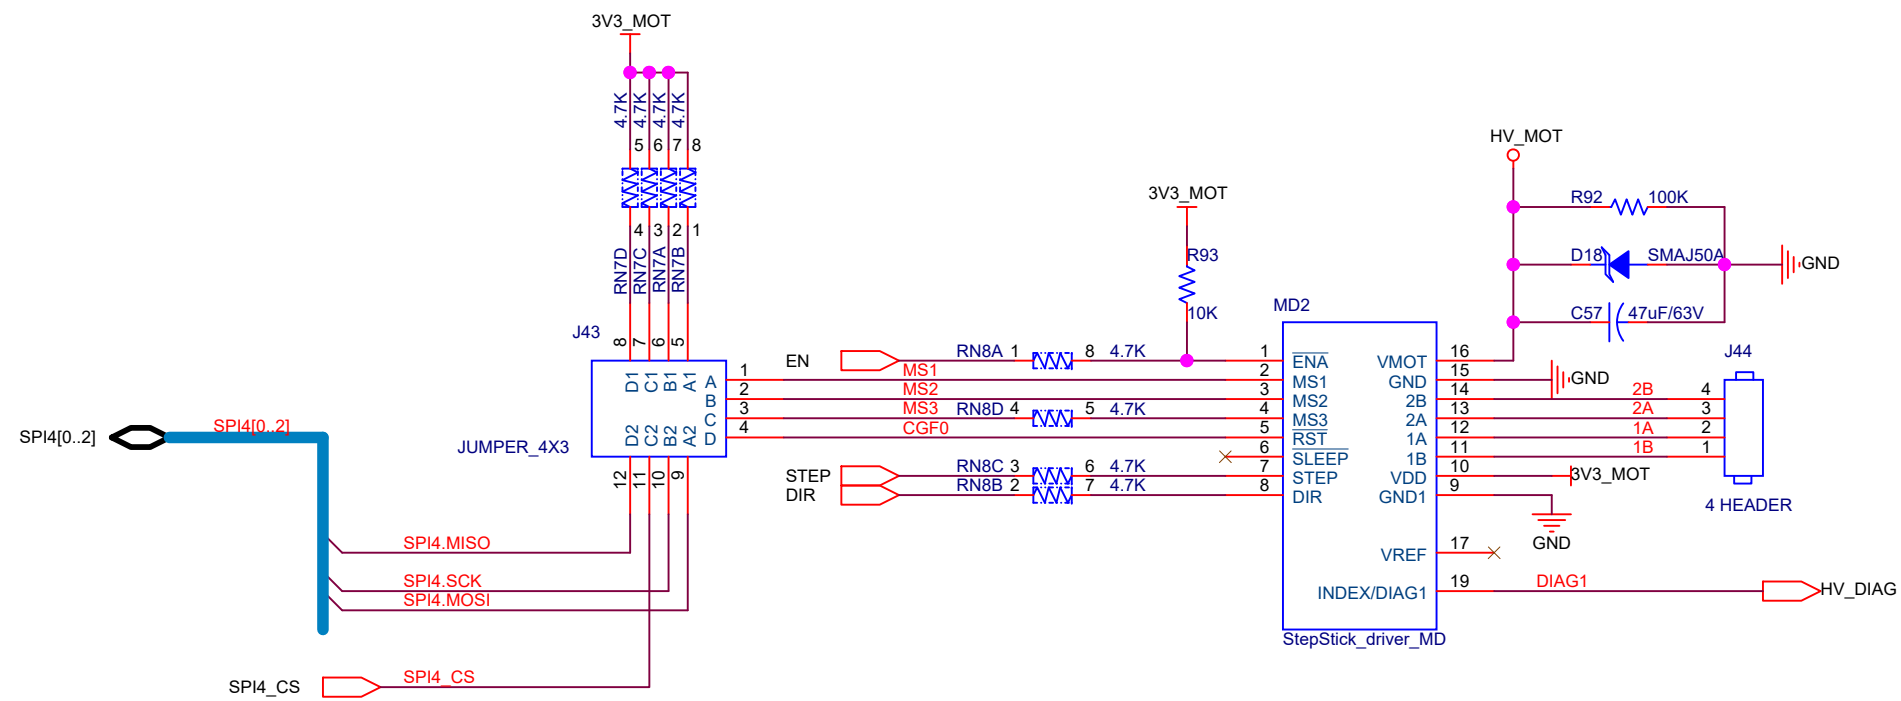 3V3_MOT
4.7K
4.7K
4.7K
4.7K
5 6 7 8
4 3 2 1
RN7D
RN7C
RN7A
RN7B
J43
8 7 6 5
D1 C1 B1 A1
A
B
C
D
D2 C2 B2 A2
1
2
3
4
JUMPER_4X3
12 11 10 9
SPI4[0..2]
SPI4[0..2]
SPI4.MISO
SPI4.SCK
SPI4.MOSI
SPI4_CS
SPI4_CS
3V3_MOT
R93
10K
EN
RN8A 1 8 4.7K
MS1
MS2
MS3 RN8D 4 5 4.7K
CGF0
STEP RN8C 3 6 4.7K
DIR RN8B 2 7 4.7K
MD2
1 ENA
2 MS1
3 MS2
4 MS3
5 RST
6 SLEEP
7 STEP
8 DIR
VMOT 16
GND 15
2B 14
2A 13
1A 12
1B 11
VDD 10
GND1 9
VREF 17
INDEX/DIAG1 19
StepStick_driver_MD
HV_MOT
R92 100K
D18 SMAJ50A
GND
C57 47uF/63V
GND
J44
2B 4
2A 3
1A 2
1B 1
3V3_MOT
4 HEADER
GND
DIAG1
HV_DIAG